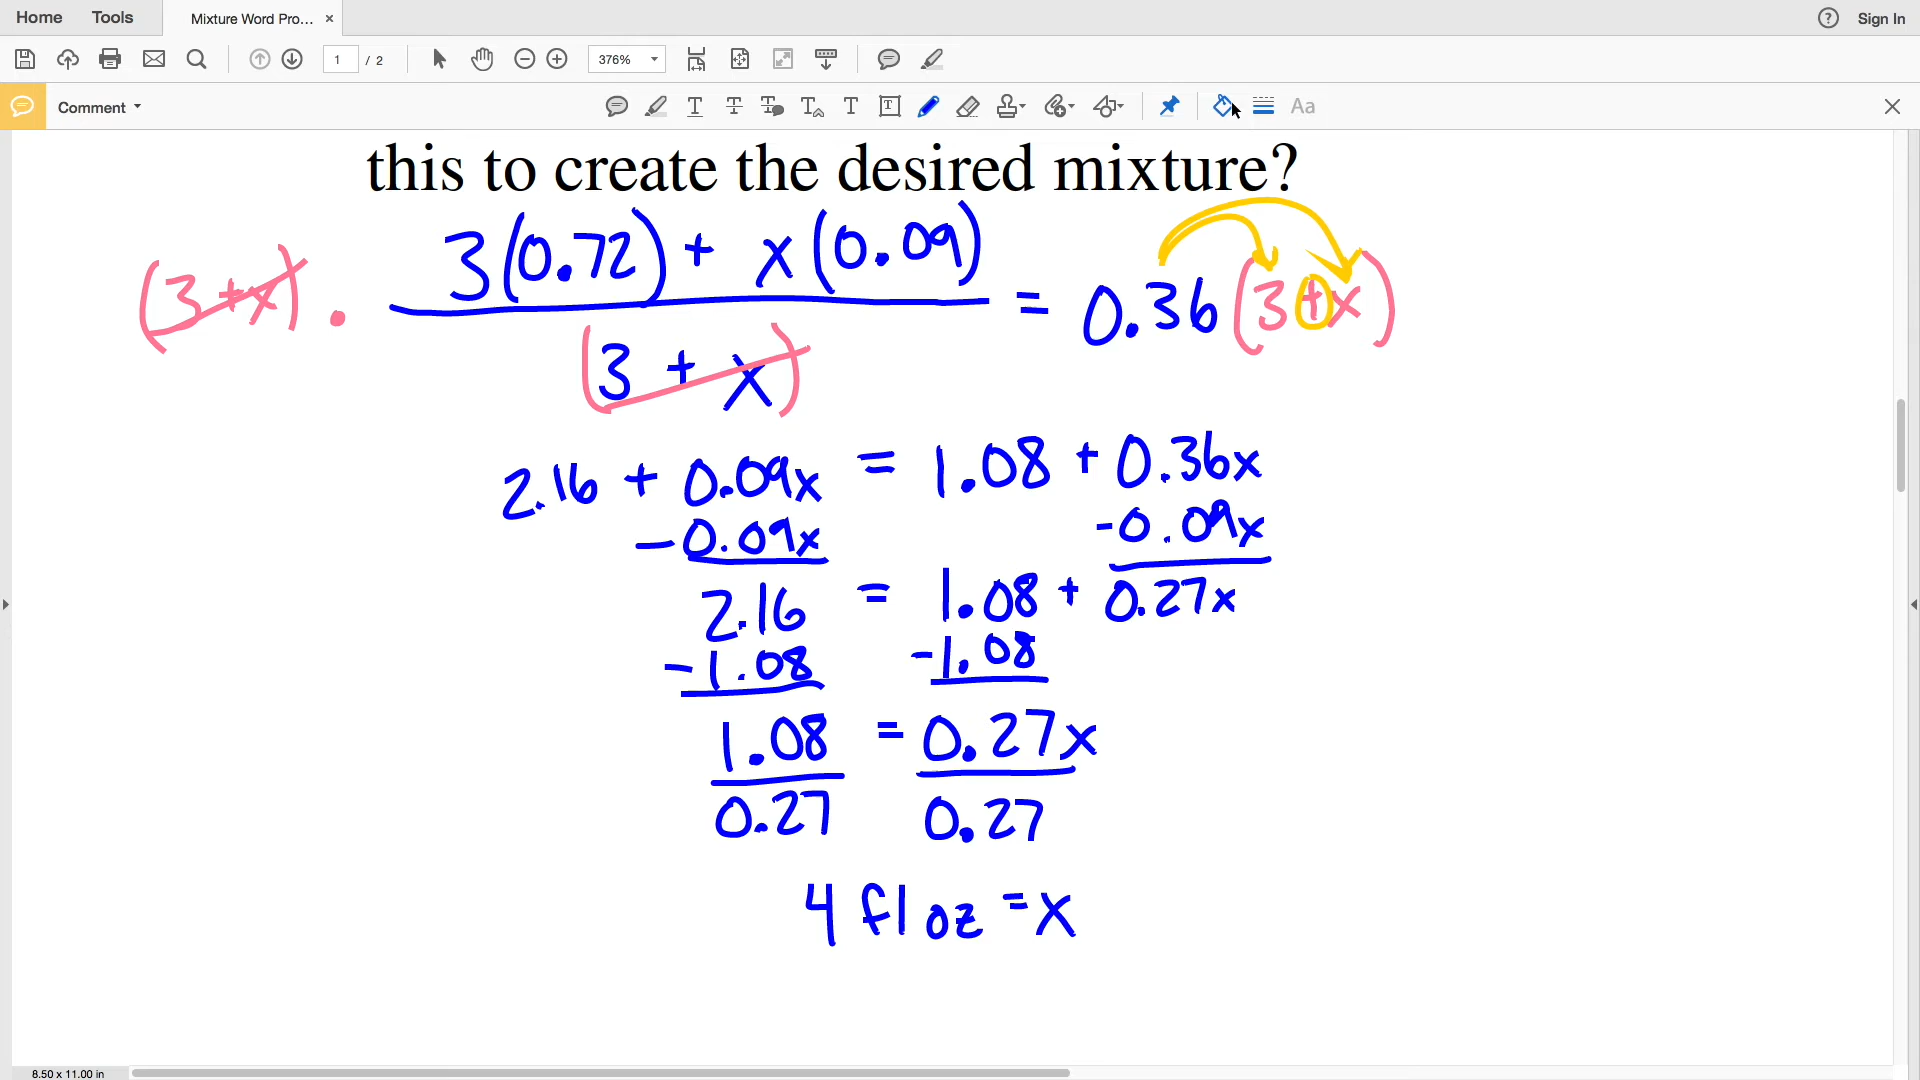 Home Tools Mixture Word Pro... × ? Sign In
1 / 2 376%
Comment T T T T T T Aa
this to create the desired mixture?
(3+x) · 3(0.72) + x(0.09) = 0.36(3+x)
(3 + x)
2.16 + 0.09x = 1.08 + 0.36x
-0.09x -0.09x
2.16 = 1.08 + 0.27x
-1.08 -1.08
1.08 = 0.27x
0.27 0.27
4 fl oz = x
8.50 x 11.00 in